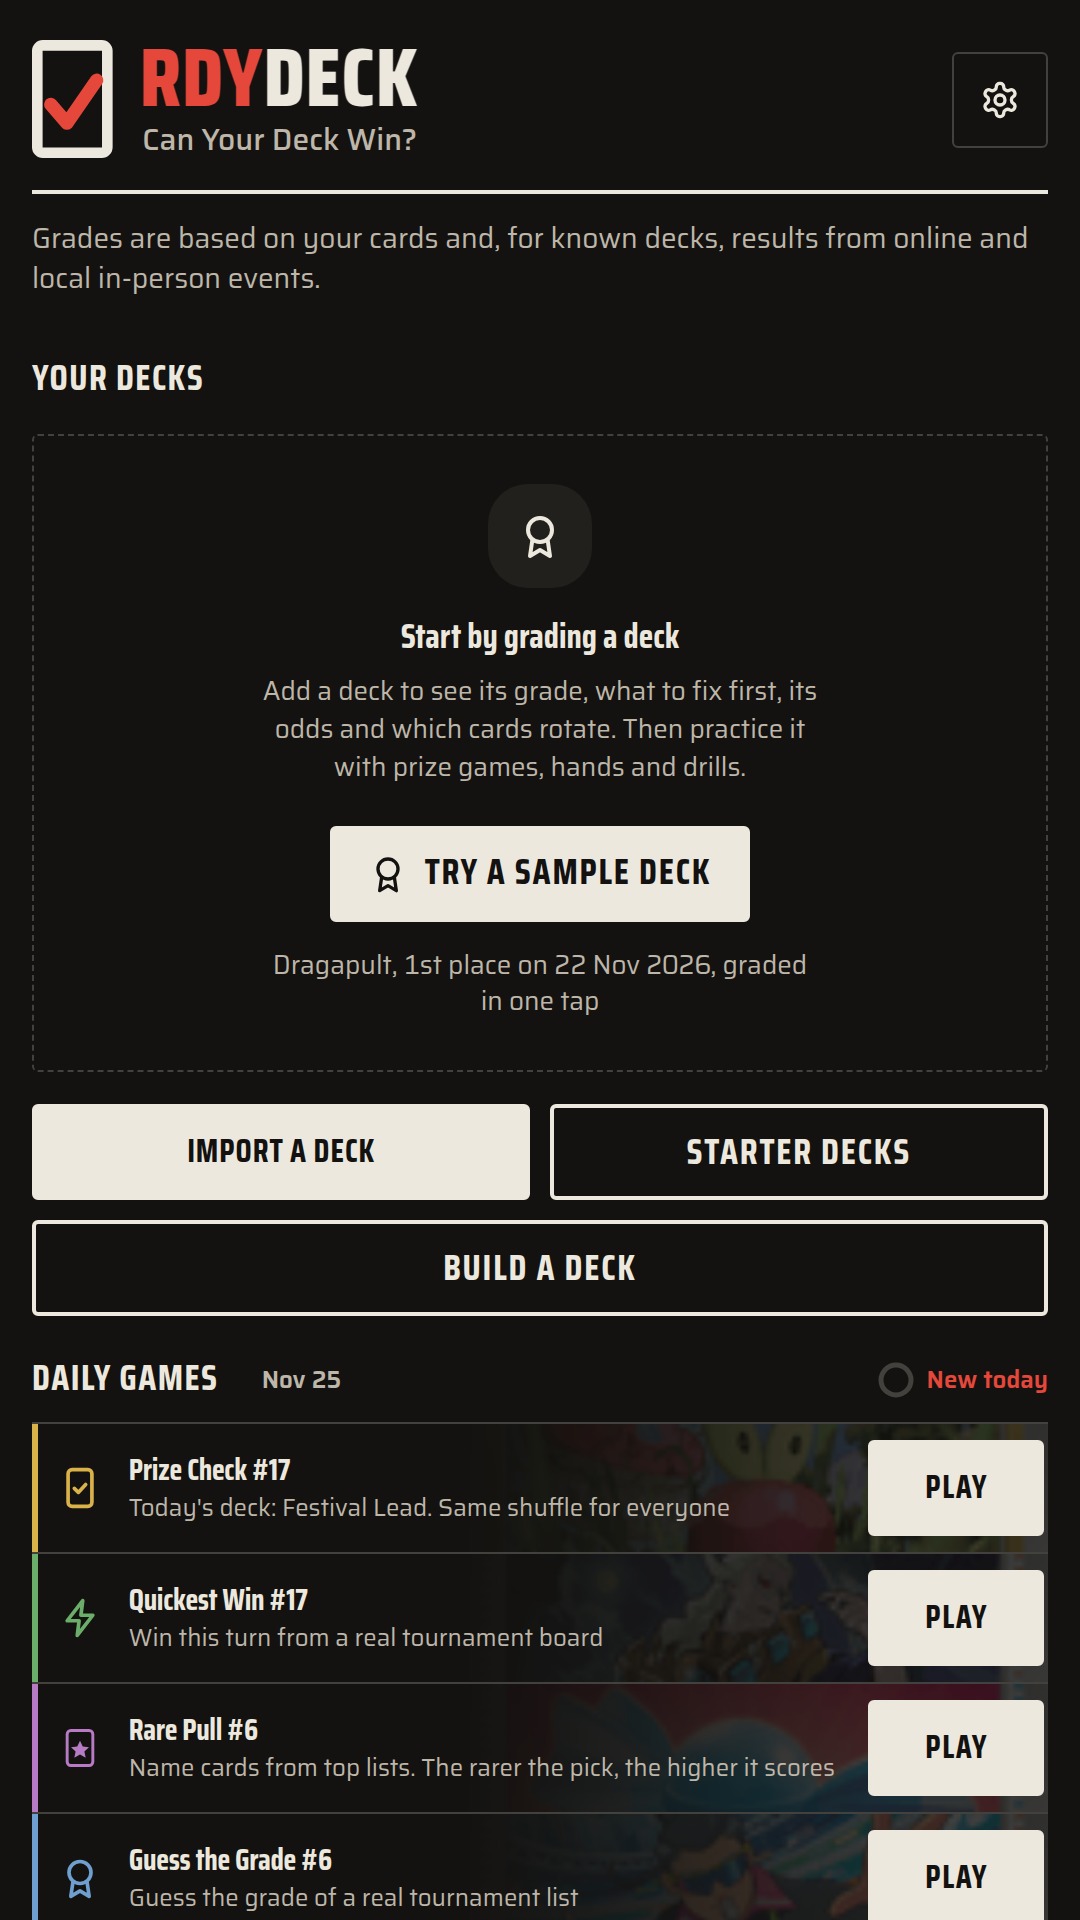 RDYDECK
Can Your Deck Win?
Grades are based on your cards and, for known decks, results from online and
local in-person events.
YOUR DECKS
Start by grading a deck
Add a deck to see its grade, what to fix first, its
odds and which cards rotate. Then practice it
with prize games, hands and drills.
TRY A SAMPLE DECK
Dragapult, 1st place on 22 Nov 2026, graded
in one tap
IMPORT A DECK
STARTER DECKS
BUILD A DECK
DAILY GAMES Nov 25 New today
Prize Check #17
Today's deck: Festival Lead. Same shuffle for everyone
PLAY
Quickest Win #17
Win this turn from a real tournament board
PLAY
Rare Pull #6
Name cards from top lists. The rarer the pick, the higher it scores
PLAY
Guess the Grade #6
Guess the grade of a real tournament list
PLAY